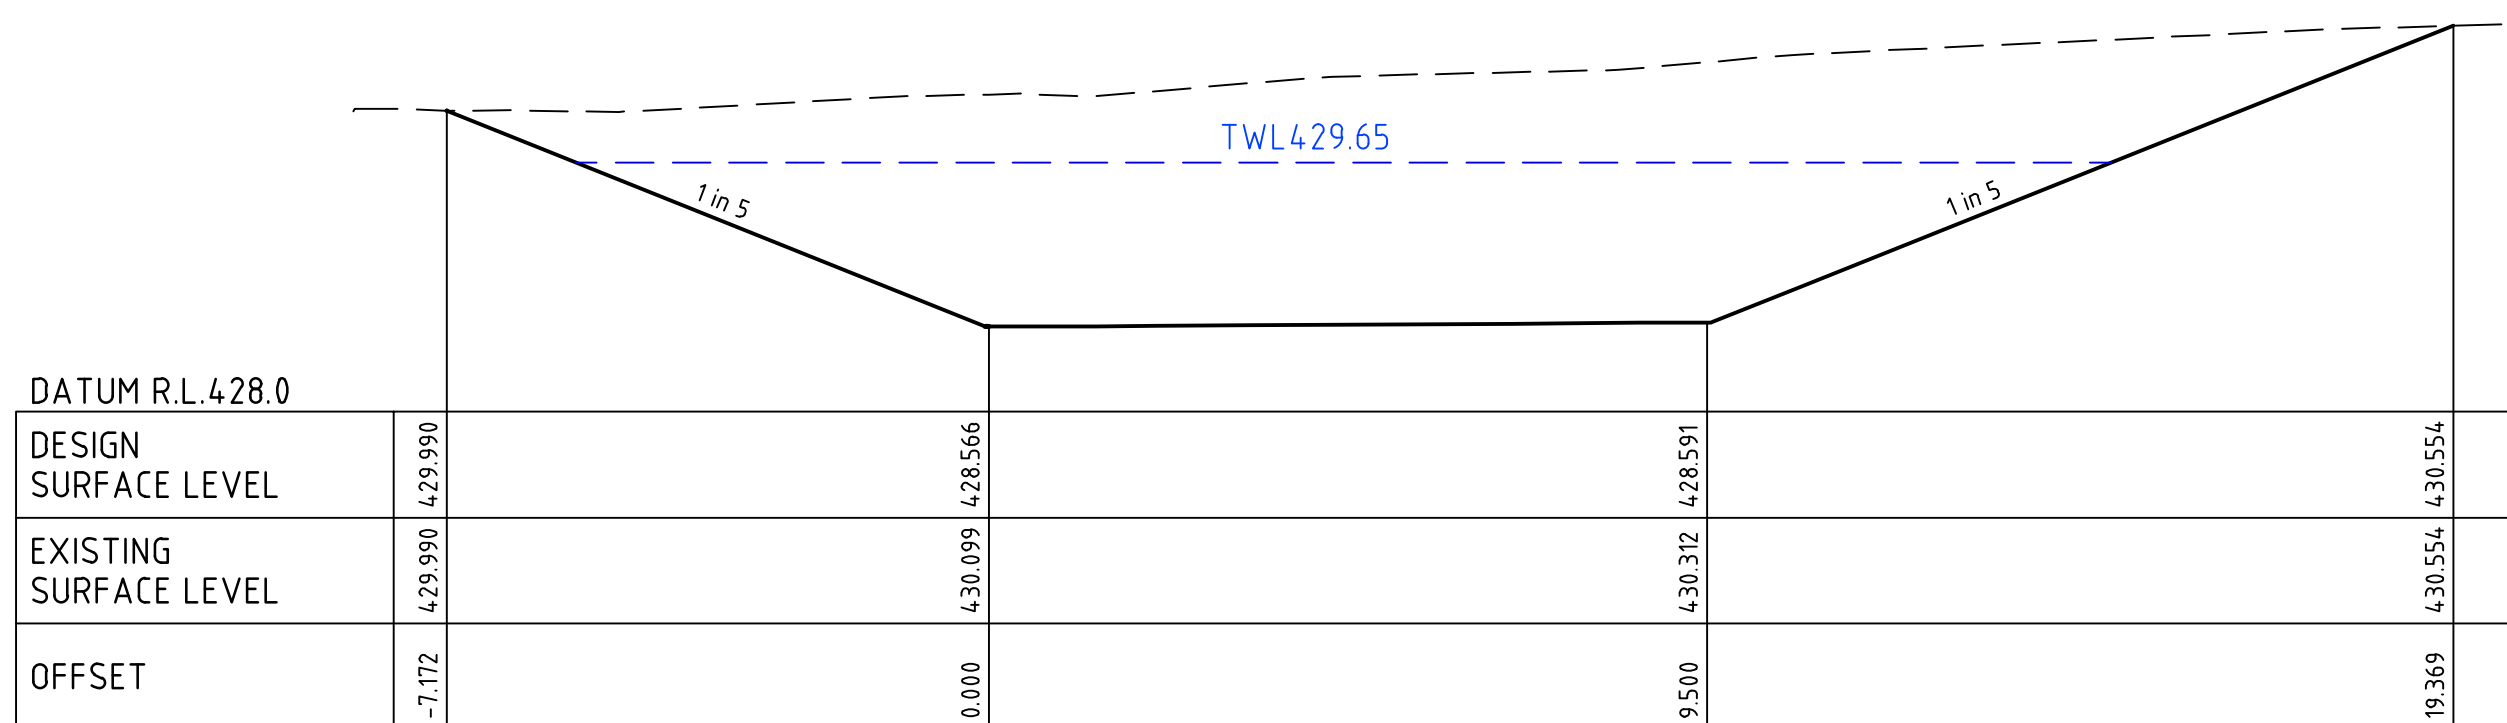 TWL429.65
1 in 5
1 in 5
DATUM R.L.428.0
DESIGN
SURFACE LEVEL
429.990
428.566
428.591
430.554
EXISTING
SURFACE LEVEL
429.990
430.099
430.312
430.554
OFFSET
-7.172
0.000
9.500
19.369